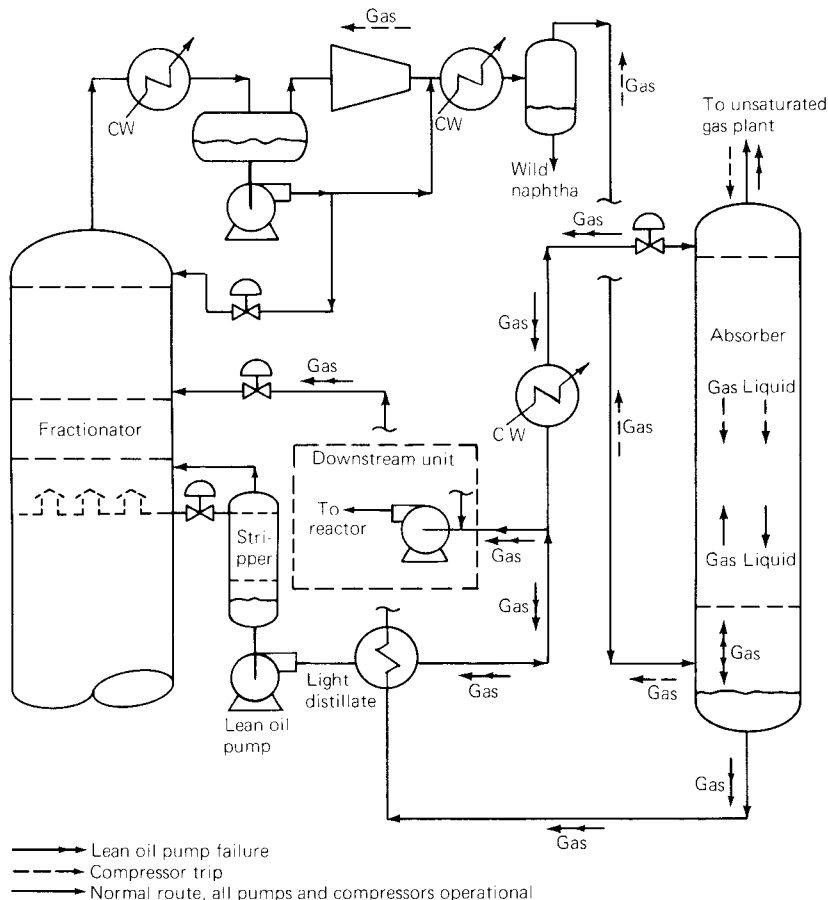 Gas
CW
CW
Wild
naphtha
Gas
To unsaturated
gas plant
Gas
Gas
Absorber
Gas Liquid
Gas
CW
Gas
Fractionator
Downstream unit
To
reactor
Gas
Stri-
pper
Gas Liquid
Gas
Gas
Gas
Light
distillate
Gas
Lean oil
pump
Gas
Gas
Lean oil pump failure
Compressor trip
Normal route, all pumps and compressors operational